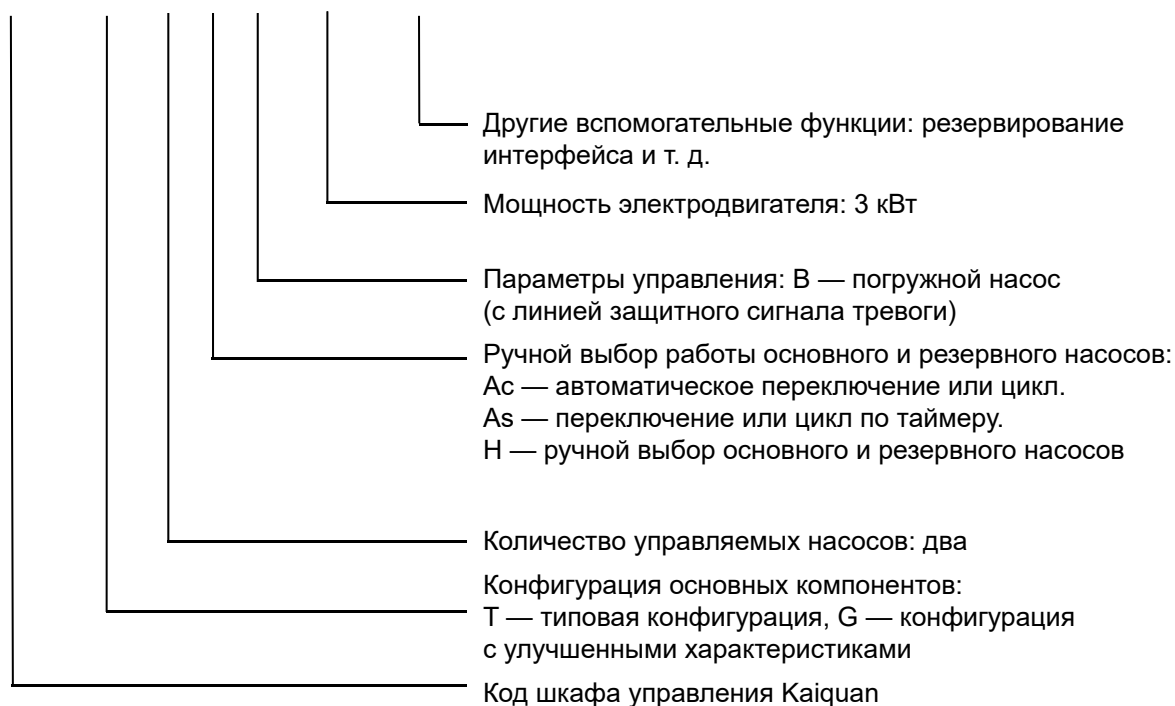 Другие вспомогательные функции: резервирование
интерфейса и т. д.
Мощность электродвигателя: 3 кВт
Параметры управления: B — погружной насос
(с линией защитного сигнала тревоги)
Ручной выбор работы основного и резервного насосов:
Ac — автоматическое переключение или цикл.
As — переключение или цикл по таймеру.
H — ручной выбор основного и резервного насосов
Количество управляемых насосов: два
Конфигурация основных компонентов:
T — типовая конфигурация, G — конфигурация
с улучшенными характеристиками
Код шкафа управления Kaiquan